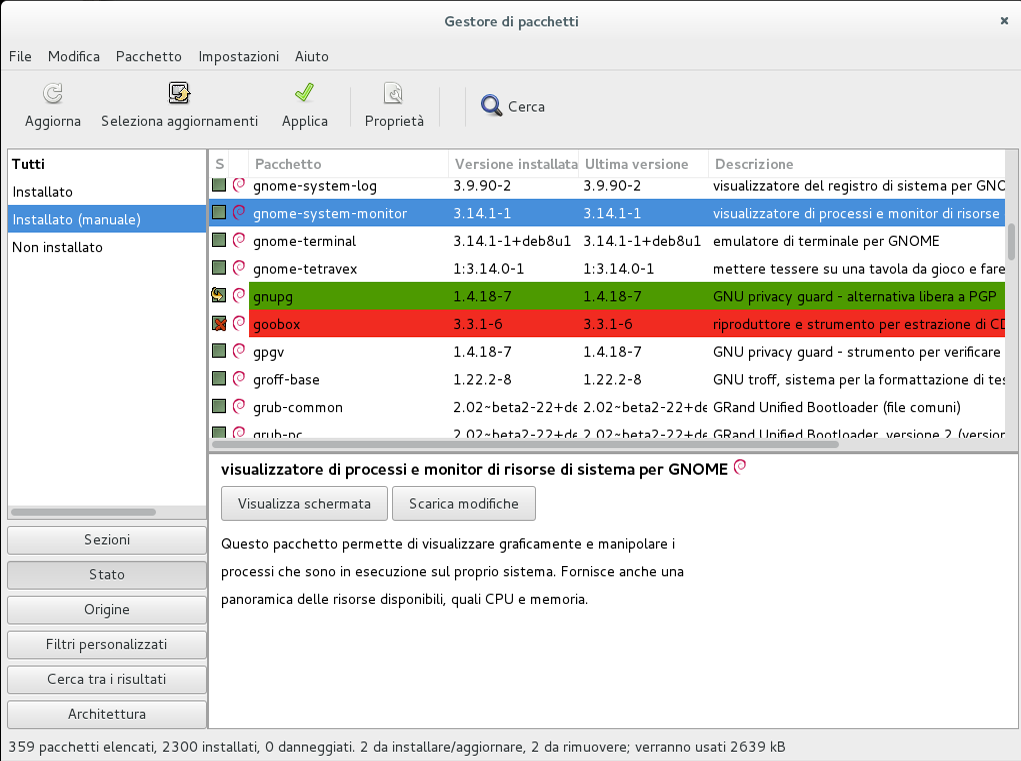 Gestore di pacchetti
File Modifica Pacchetto Impostazioni Aiuto
Aggiorna Seleziona aggiornamenti Applica Proprietà Cerca
Tutti
Installato
Installato (manuale)
Non installato
S Pacchetto Versione installata Ultima versione Descrizione
gnome-system-log 3.9.90-2 3.9.90-2 visualizzatore del registro di sistema per GNO
gnome-system-monitor 3.14.1-1 3.14.1-1 visualizzatore di processi e monitor di risorse
gnome-terminal 3.14.1-1+deb8u1 3.14.1-1+deb8u1 emulatore di terminale per GNOME
gnome-tetravex 1:3.14.0-1 1:3.14.0-1 mettere tessere su una tavola da gioco e fare
gnupg 1.4.18-7 1.4.18-7 GNU privacy guard - alternativa libera a PGP
goobox 3.3.1-6 3.3.1-6 riproduttore e strumento per estrazione di CD
gpgv 1.4.18-7 1.4.18-7 GNU privacy guard - strumento per verificare
groff-base 1.22.2-8 1.22.2-8 GNU troff, sistema per la formattazione di tes
grub-common 2.02~beta2-22+de 2.02~beta2-22+de GRand Unified Bootloader (file comuni)
grub-pc 2.02~beta2-22+de 2.02~beta2-22+de GRand Unified Bootloader, versione 2 (version
visualizzatore di processi e monitor di risorse di sistema per GNOME
Visualizza schermata Scarica modifiche
Questo pacchetto permette di visualizzare graficamente e manipolare i
processi che sono in esecuzione sul proprio sistema. Fornisce anche una
panoramica delle risorse disponibili, quali CPU e memoria.
Sezioni
Stato
Origine
Filtri personalizzati
Cerca tra i risultati
Architettura
359 pacchetti elencati, 2300 installati, 0 danneggiati. 2 da installare/aggiornare, 2 da rimuovere; verranno usati 2639 kB